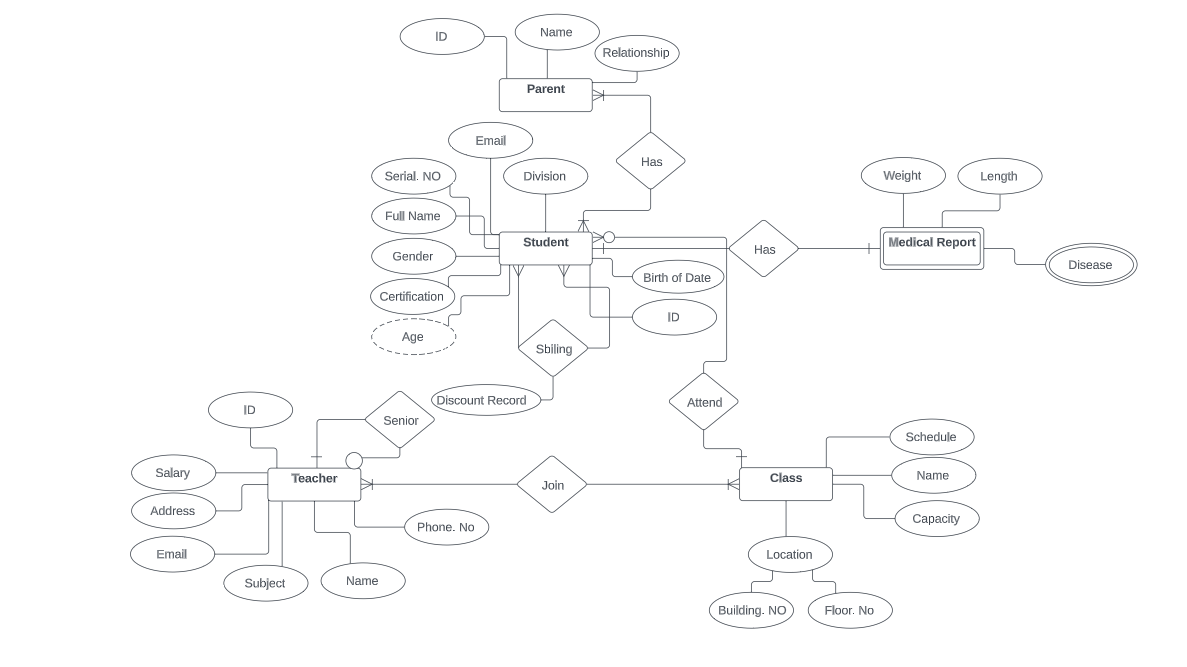 ID
Name
Relationship
Parent
Email
Has
Serial. NO
Division
Weight
Length
Full Name
Student
Medical Report
Gender
Has
Disease
Birth of Date
Certification
ID
Age
Sbiling
Discount Record
Attend
ID
Senior
Schedule
Salary
Teacher
Class
Name
Join
Address
Capacity
Phone. No
Email
Location
Subject
Name
Building. NO
Floor. No